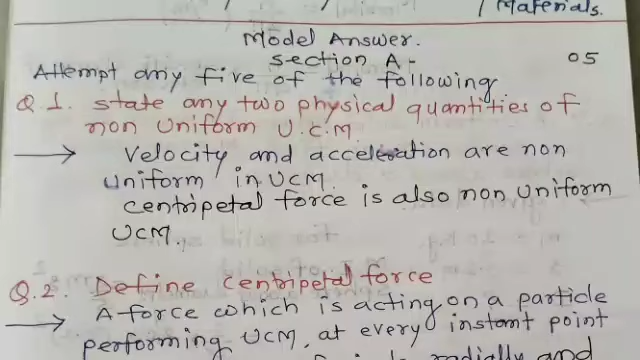 Materials.
Model Answer.
Section A- 05
Attempt any five of the following
Q.1. State any two physical quantities of
non Uniform U.C.M
→ Velocity and acceleration are non
uniform in UCM.
centripetal force is also non uniform
UCM.
Q.2. Define centripetal force
→ A force which is acting on a particle
performing UCM, at every instant point
radially and